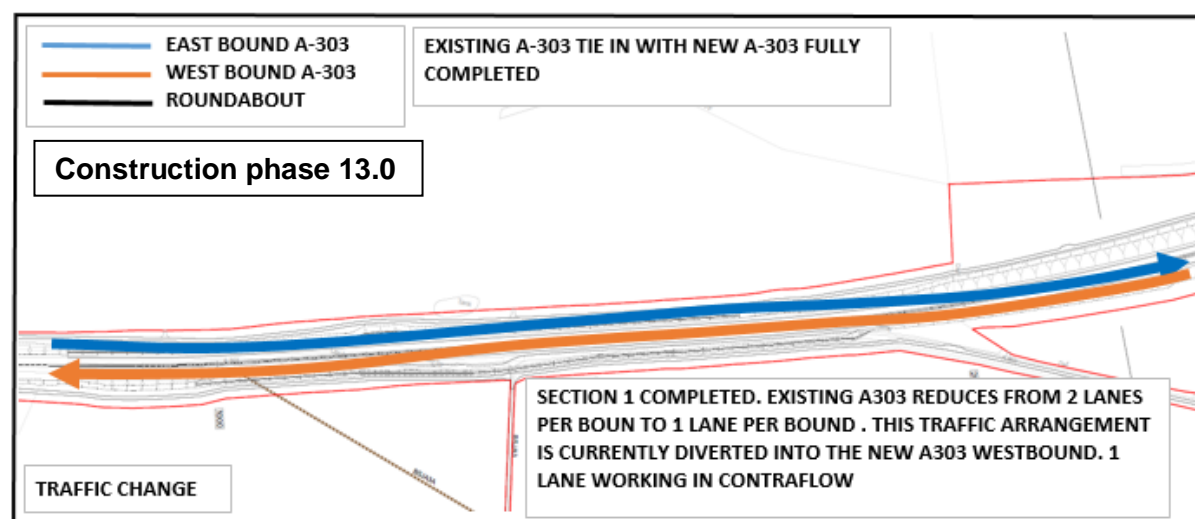 EAST BOUND A-303
WEST BOUND A-303
ROUNDABOUT
EXISTING A-303 TIE IN WITH NEW A-303 FULLY
COMPLETED
Construction phase 13.0
SECTION 1 COMPLETED. EXISTING A303 REDUCES FROM 2 LANES
PER BOUN TO 1 LANE PER BOUND . THIS TRAFFIC ARRANGEMENT
IS CURRENTLY DIVERTED INTO THE NEW A303 WESTBOUND. 1
LANE WORKING IN CONTRAFLOW
TRAFFIC CHANGE